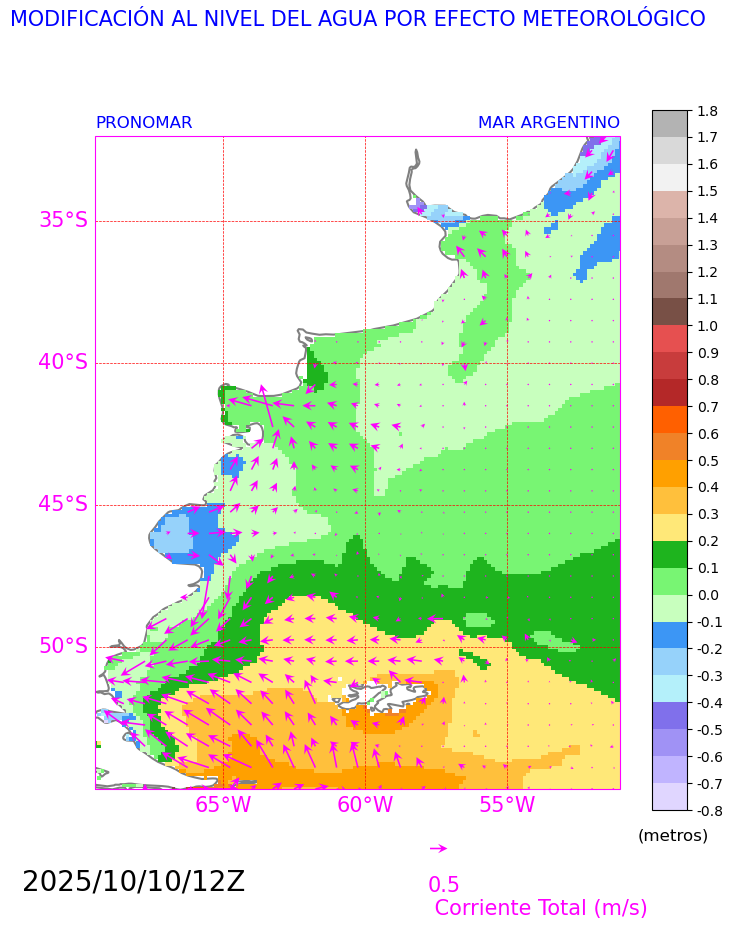 MODIFICACIÓN AL NIVEL DEL AGUA POR EFECTO METEOROLÓGICO
PRONOMAR MAR ARGENTINO
1.8
1.7
1.6
1.5
1.4
1.3
1.2
1.1
1.0
0.9
0.8
0.7
0.6
0.5
0.4
0.3
0.2
0.1
0.0
-0.1
-0.2
-0.3
-0.4
-0.5
-0.6
-0.7
-0.8
(metros)
35°S
40°S
45°S
50°S
65°W 60°W 55°W
2025/10/10/12Z
0.5
Corriente Total (m/s)